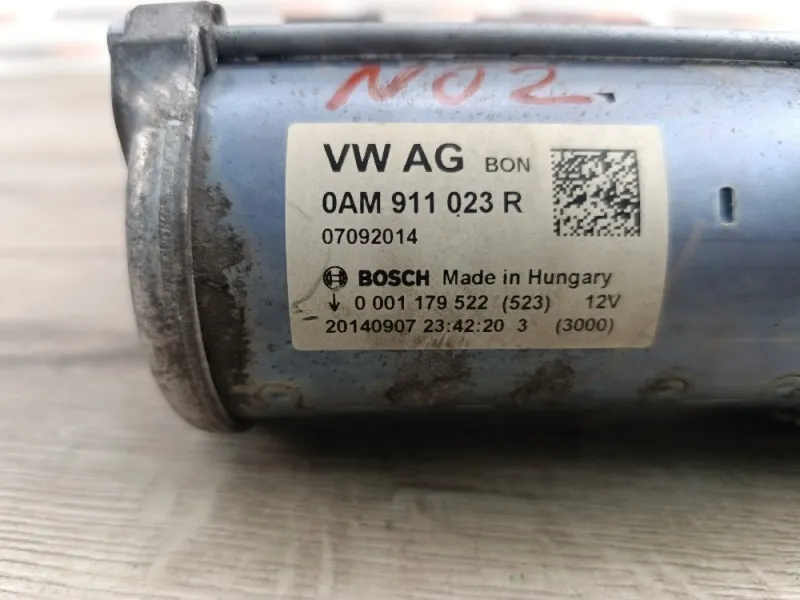 NO2
VW AG BON
0AM 911 023 R
07092014
BOSCH Made in Hungary
↓ 0 001 179 522 (523) 12V
20140907 23:42:20 3 (3000)